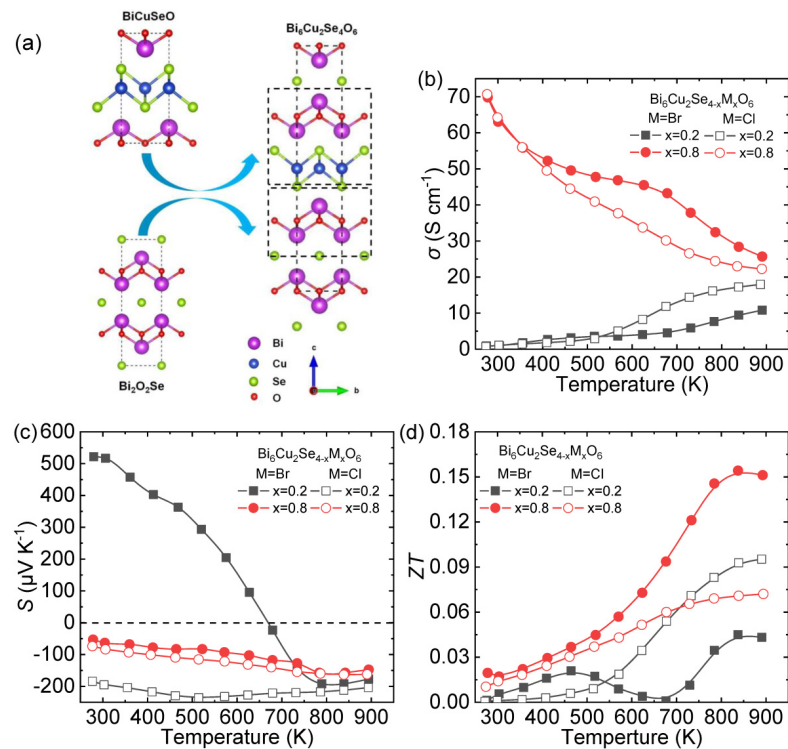 (a)
BiCuSeO
Bi₆Cu₂Se₄O₆
Bi₂O₂Se
Bi
Cu
Se
O
c
b
(b)
Bi₆Cu₂Se₄₋ₓMₓO₆
M=Br M=Cl
x=0.2 x=0.2
x=0.8 x=0.8
70
60
50
40
30
20
10
0
σ (S cm⁻¹)
300 400 500 600 700 800 900
Temperature (K)
(c)
Bi₆Cu₂Se₄₋ₓMₓO₆
M=Br M=Cl
x=0.2 x=0.2
x=0.8 x=0.8
600
500
400
300
200
100
0
-100
-200
S (µV K⁻¹)
300 400 500 600 700 800 900
Temperture (K)
(d)
Bi₆Cu₂Se₄₋ₓMₓO₆
M=Br M=Cl
x=0.2 x=0.2
x=0.8 x=0.8
0.18
0.15
0.12
0.09
0.06
0.03
0.00
ZT
300 400 500 600 700 800 900
Temperture (K)